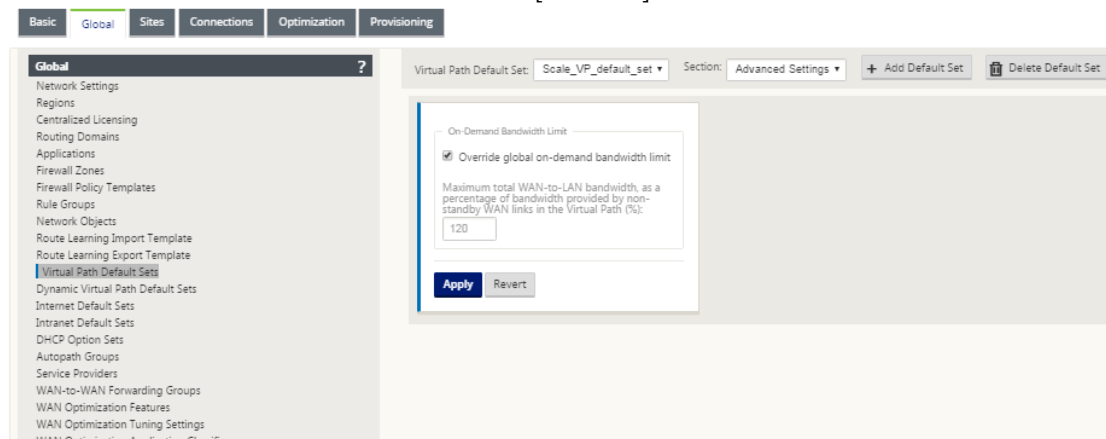 Basic Global Sites Connections Optimization Provisioning
Global ?
Network Settings
Regions
Centralized Licensing
Routing Domains
Applications
Firewall Zones
Firewall Policy Templates
Rule Groups
Network Objects
Route Learning Import Template
Route Learning Export Template
Virtual Path Default Sets
Dynamic Virtual Path Default Sets
Internet Default Sets
Intranet Default Sets
DHCP Option Sets
Autopath Groups
Service Providers
WAN-to-WAN Forwarding Groups
WAN Optimization Features
WAN Optimization Tuning Settings
Virtual Path Default Set: Scale_VP_default_set Section: Advanced Settings + Add Default Set Delete Default Set
On-Demand Bandwidth Limit
Override global on-demand bandwidth limit
Maximum total WAN-to-LAN bandwidth, as a
percentage of bandwidth provided by non-
standby WAN links in the Virtual Path (%):
120
Apply Revert